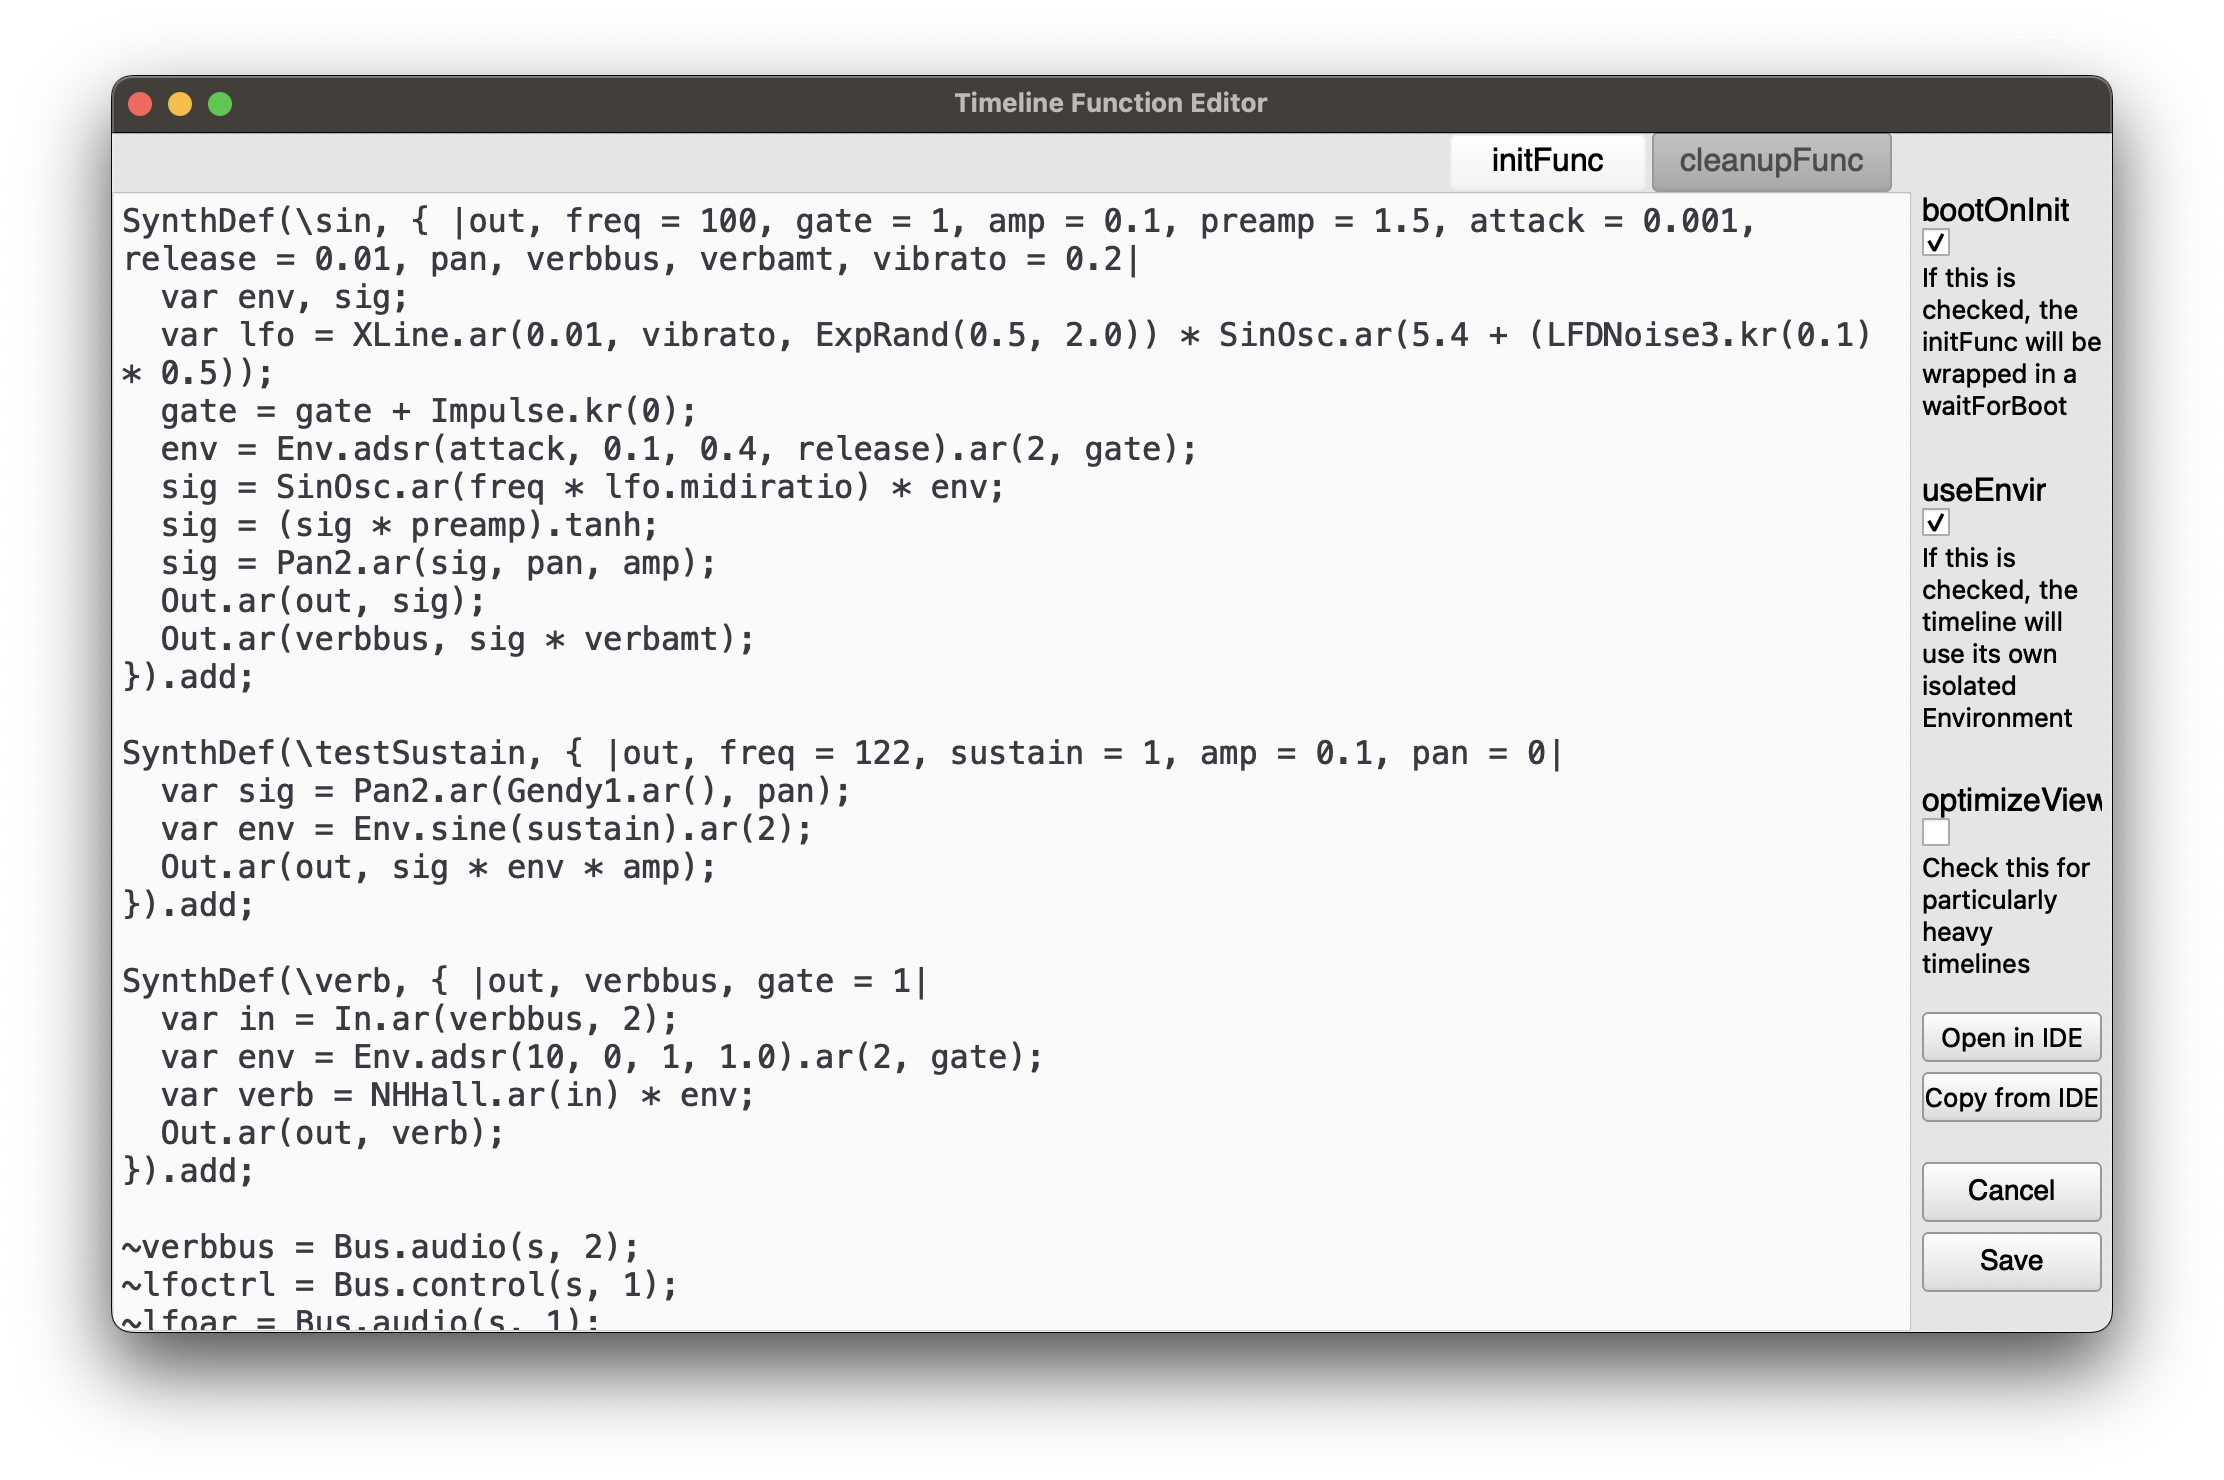 Timeline Function Editor
initFunc
cleanupFunc
SynthDef(\sin, { |out, freq = 100, gate = 1, amp = 0.1, preamp = 1.5, attack = 0.001,
release = 0.01, pan, verbbus, verbamt, vibrato = 0.2|
  var env, sig;
  var lfo = XLine.ar(0.01, vibrato, ExpRand(0.5, 2.0)) * SinOsc.ar(5.4 + (LFDNoise3.kr(0.1)
* 0.5));
  gate = gate + Impulse.kr(0);
  env = Env.adsr(attack, 0.1, 0.4, release).ar(2, gate);
  sig = SinOsc.ar(freq * lfo.midiratio) * env;
  sig = (sig * preamp).tanh;
  sig = Pan2.ar(sig, pan, amp);
  Out.ar(out, sig);
  Out.ar(verbbus, sig * verbamt);
}).add;

SynthDef(\testSustain, { |out, freq = 122, sustain = 1, amp = 0.1, pan = 0|
  var sig = Pan2.ar(Gendy1.ar(), pan);
  var env = Env.sine(sustain).ar(2);
  Out.ar(out, sig * env * amp);
}).add;

SynthDef(\verb, { |out, verbbus, gate = 1|
  var in = In.ar(verbbus, 2);
  var env = Env.adsr(10, 0, 1, 1.0).ar(2, gate);
  var verb = NHHall.ar(in) * env;
  Out.ar(out, verb);
}).add;

~verbbus = Bus.audio(s, 2);
~lfoctrl = Bus.control(s, 1);
~lfoar = Bus.audio(s, 1);
bootOnInit
If this is
checked, the
initFunc will be
wrapped in a
waitForBoot
useEnvir
If this is
checked, the
timeline will
use its own
isolated
Environment
optimizeView
Check this for
particularly
heavy
timelines
Open in IDE
Copy from IDE
Cancel
Save